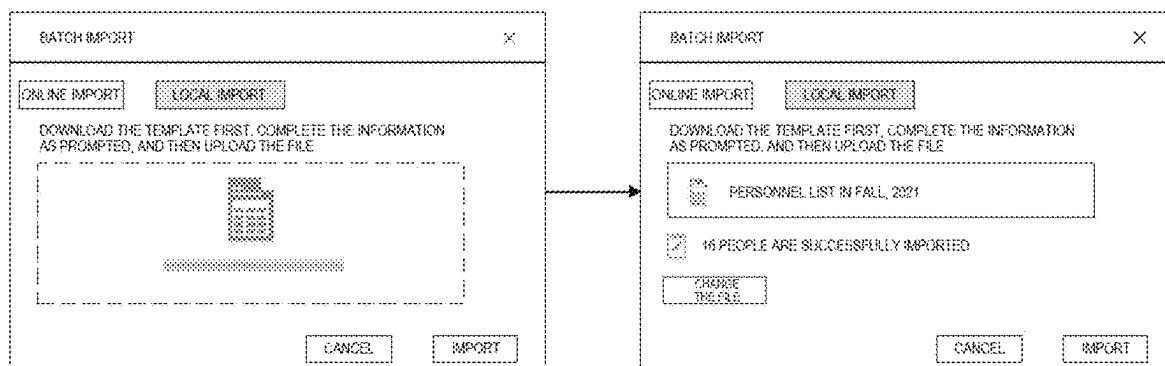 BATCH IMPORT
ONLINE IMPORT
LOCAL IMPORT
DOWNLOAD THE TEMPLATE FIRST, COMPLETE THE INFORMATION
AS PROMPTED, AND THEN UPLOAD THE FILE
CANCEL
IMPORT
BATCH IMPORT
ONLINE IMPORT
LOCAL IMPORT
DOWNLOAD THE TEMPLATE FIRST, COMPLETE THE INFORMATION
AS PROMPTED, AND THEN UPLOAD THE FILE
PERSONNEL LIST IN FALL, 2021
16 PEOPLE ARE SUCCESSFULLY IMPORTED
CHANGE
THE FILE
CANCEL
IMPORT